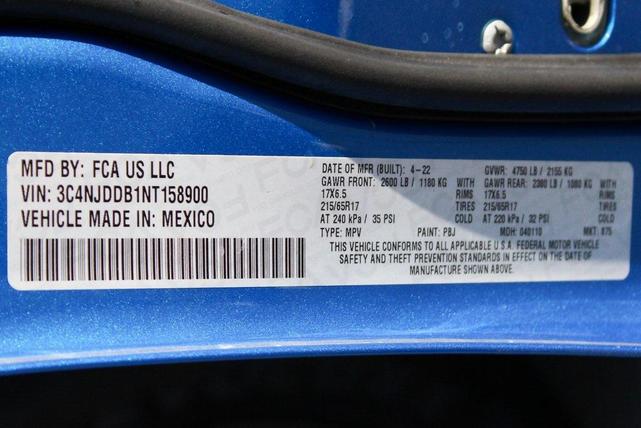 MFD BY: FCA US LLC
VIN: 3C4NJDDB1NT158900
VEHICLE MADE IN: MEXICO
DATE OF MFR (BUILT): 4-22 GVWR: 4750 LB / 2155 KG
GAWR FRONT: 2600 LB / 1180 KG WITH GAWR REAR: 2380 LB / 1080 KG WITH
17X6.5 RIMS 17X6.5 RIMS
215/65R17 TIRES 215/65R17 TIRES
AT 240 kPa / 35 PSI COLD AT 220 kPa / 32 PSI COLD
TYPE: MPV PAINT: PBJ MDH: 040110 MKT: 875
THIS VEHICLE CONFORMS TO ALL APPLICABLE U.S.A. FEDERAL MOTOR VEHICLE
SAFETY AND THEFT PREVENTION STANDARDS IN EFFECT ON THE DATE OF
MANUFACTURE SHOWN ABOVE.